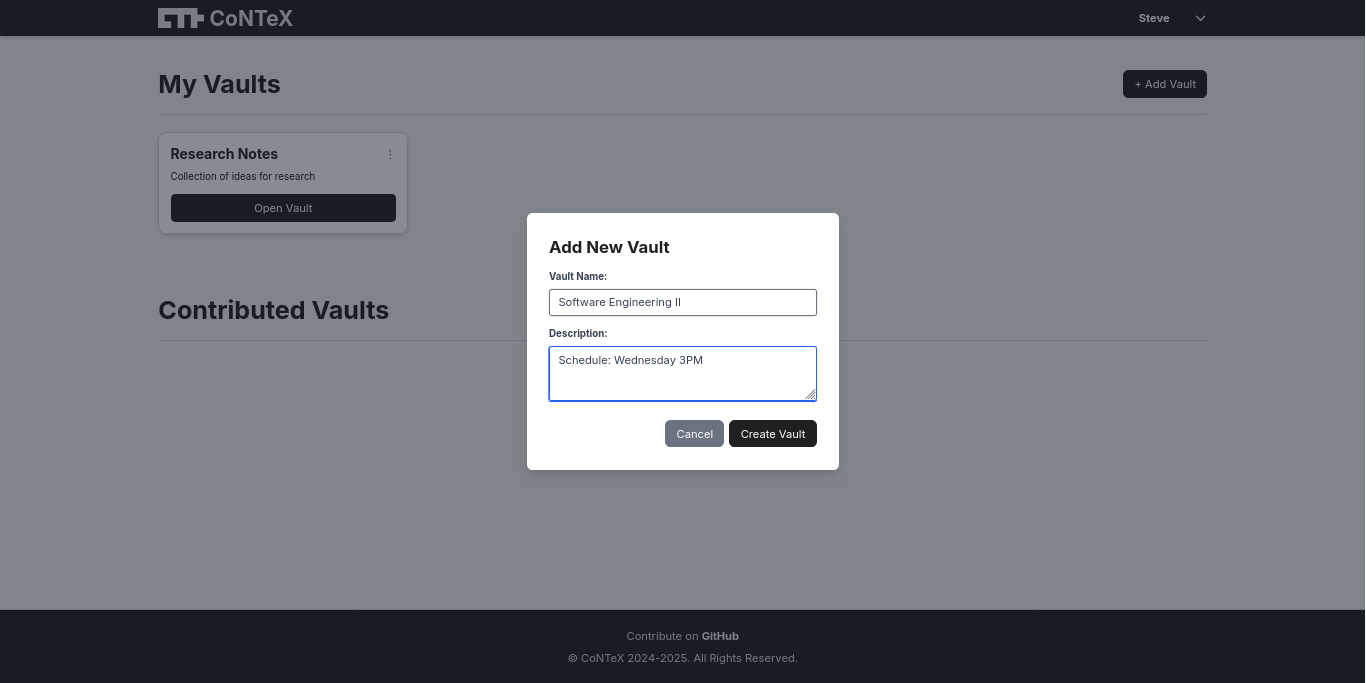 CoNTeX
Steve
My Vaults
+ Add Vault
Research Notes
Collection of ideas for research
Open Vault
Contributed Vaults
Add New Vault
Vault Name:
Software Engineering II
Description:
Schedule: Wednesday 3PM
Cancel
Create Vault
Contribute on GitHub
© CoNTeX 2024-2025. All Rights Reserved.